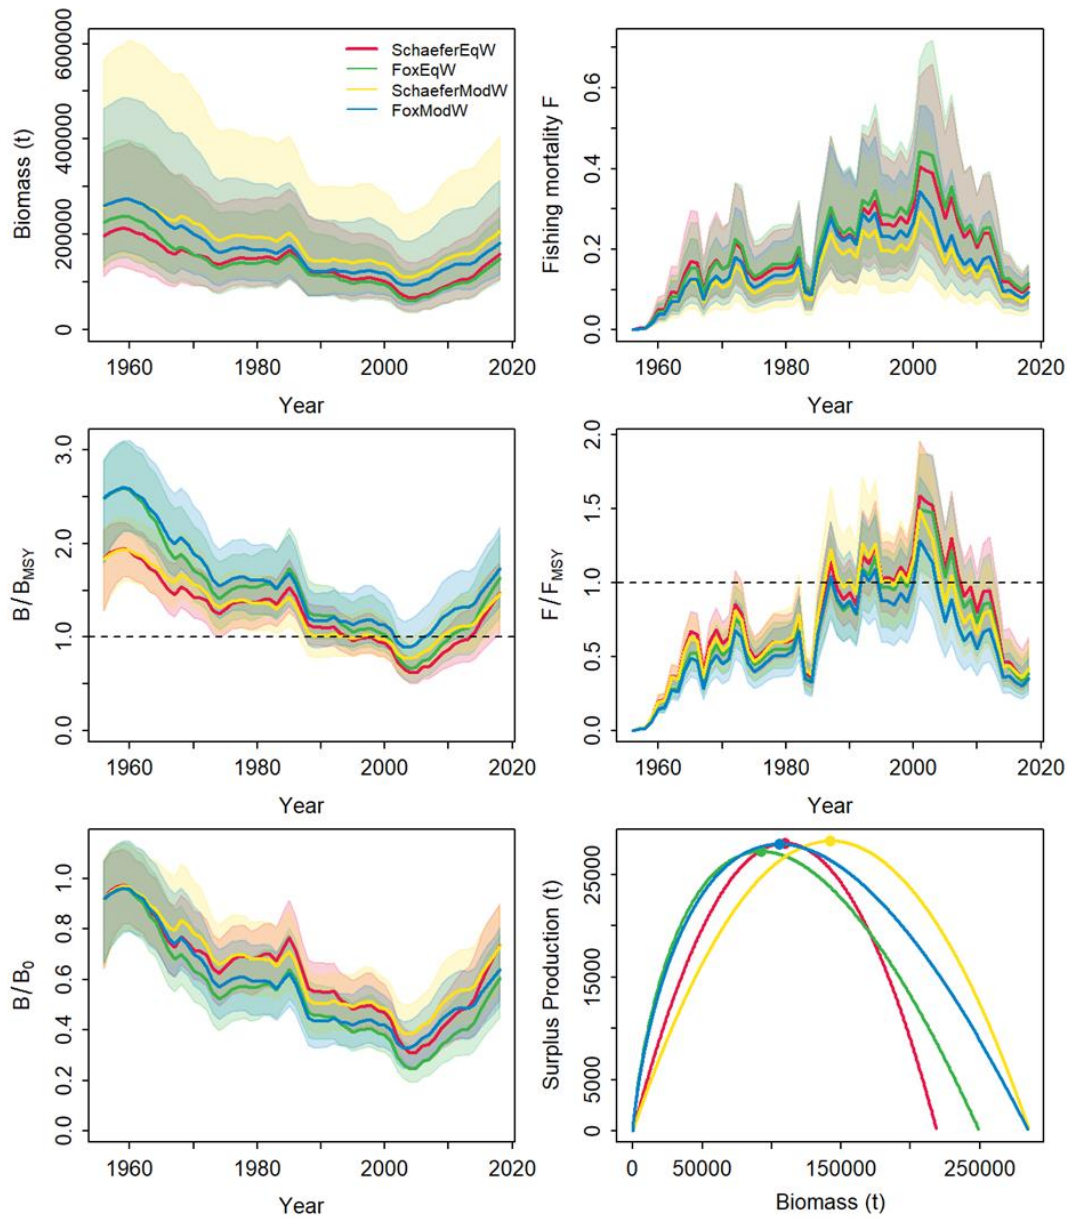 Biomass (t)
600000
400000
200000
0
SchaeferEqW
FoxEqW
SchaeferModW
FoxModW
1960 1980 2000 2020
Year
Fishing mortality F
0.6
0.4
0.2
0.0
1960 1980 2000 2020
Year
B/BMSY
3.0
2.0
1.0
0.0
1960 1980 2000 2020
Year
F/FMSY
2.0
1.5
1.0
0.5
0.0
1960 1980 2000 2020
Year
B/B0
1.0
0.8
0.6
0.4
0.2
0.0
1960 1980 2000 2020
Year
Surplus Production (t)
25000
15000
5000
0
0 50000 150000 250000
Biomass (t)